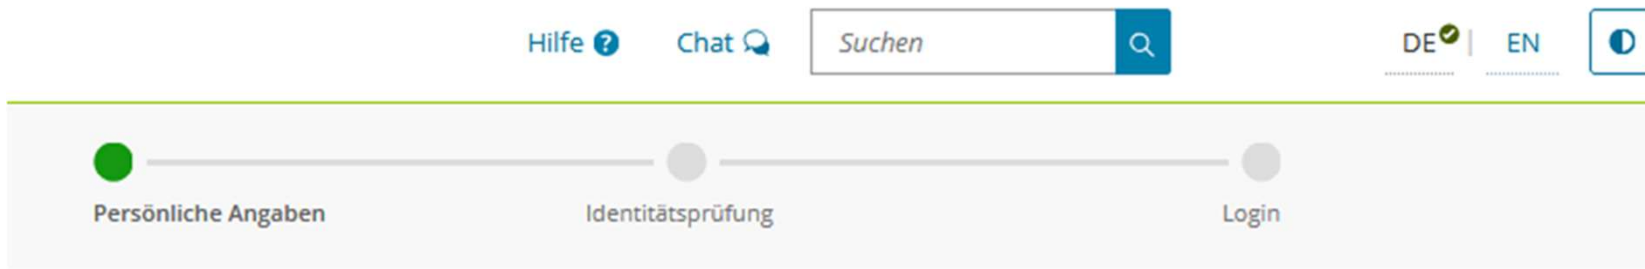 Hilfe Chat Suchen DE | EN
Persönliche Angaben Identitätsprüfung Login